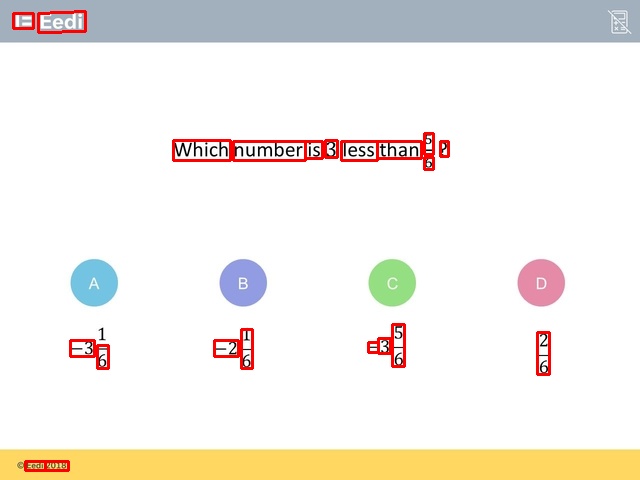 Eedi
Which number is 3 less than 5/6 ?
A B C D
−3 1/6 −2 1/6 −3 5/6 2/6
© Eedi 2018